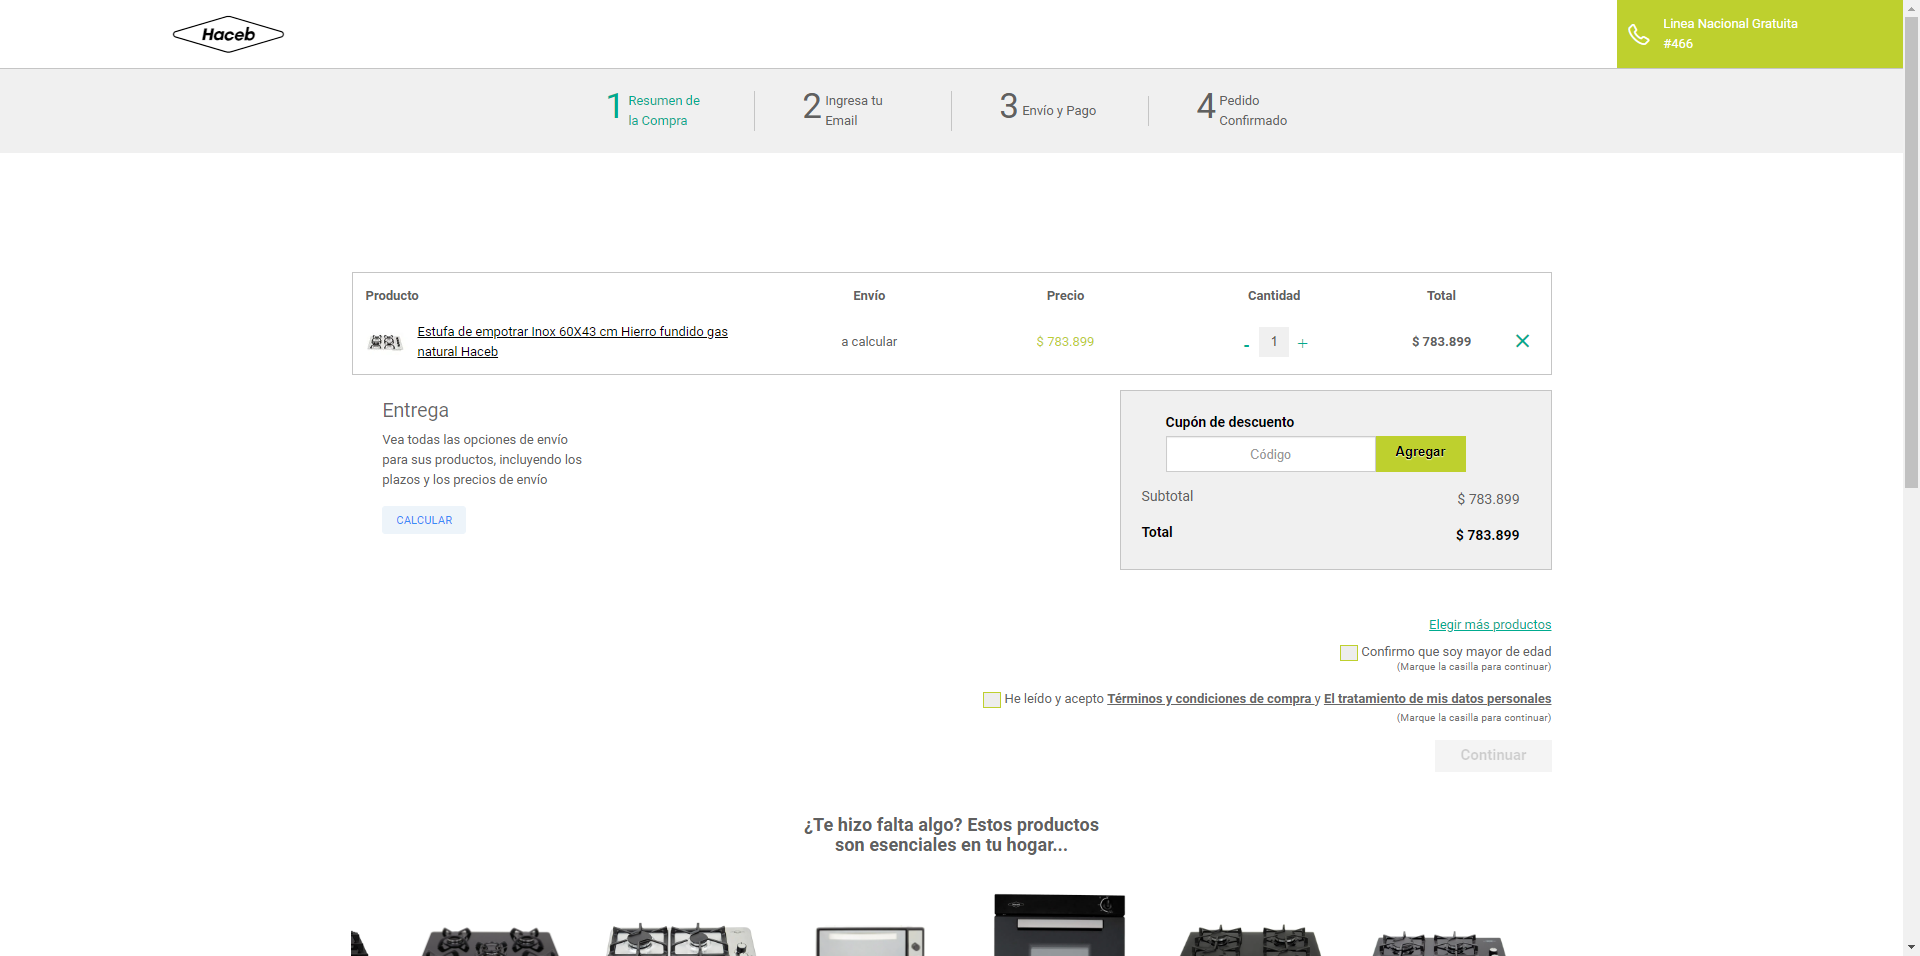 Haceb
Linea Nacional Gratuita
#466
1 Resumen de
la Compra
2 Ingresa tu
Email
3 Envío y Pago
4 Pedido
Confirmado
Producto Envío Precio Cantidad Total
Estufa de empotrar Inox 60X43 cm Hierro fundido gas
natural Haceb
a calcular $ 783.899 - 1 + $ 783.899
Entrega
Vea todas las opciones de envío
para sus productos, incluyendo los
plazos y los precios de envío
CALCULAR
Cupón de descuento
Código Agregar
Subtotal $ 783.899
Total $ 783.899
Elegir más productos
Confirmo que soy mayor de edad
(Marque la casilla para continuar)
He leído y acepto Términos y condiciones de compra y El tratamiento de mis datos personales
(Marque la casilla para continuar)
Continuar
¿Te hizo falta algo? Estos productos
son esenciales en tu hogar...